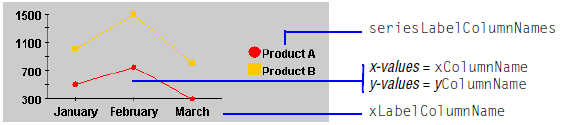 1500
1100
700
300
January February March
Product A
Product B
seriesLabelColumnNames
x-values = xColumnName
y-values = yColumnName
xLabelColumnName